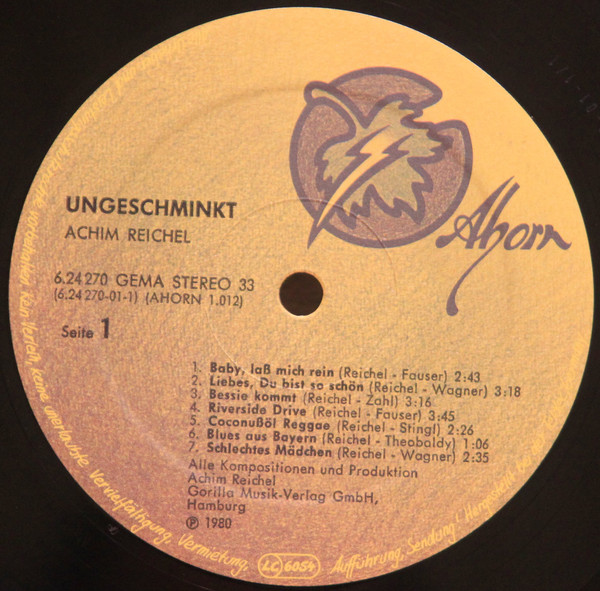 Ahorn
UNGESCHMINKT
ACHIM REICHEL
6.24 270 GEMA STEREO 33
(6.24 270-01-1) (AHORN 1.012)
Seite 1
1. Baby, laß mich rein (Reichel - Fauser) 2:43
2. Liebes, Du bist so schön (Reichel - Wagner) 3:18
3. Bessie kommt (Reichel - Zahl) 3:16
4. Riverside Drive (Reichel - Fauser) 3:45
5. Coconußöl Reggae (Reichel - Stingl) 2:26
6. Blues aus Bayern (Reichel - Theobaldy) 1:06
7. Schlechtes Mädchen (Reichel - Wagner) 2:35
Alle Kompositionen und Produktion
Achim Reichel
Gorilla Musik-Verlag GmbH,
Hamburg
℗ 1980
vorbehalten. Kein Verleih, keine unerlaubte Vervielfältigung, Vermietung,
LC 6054
Aufführung, Sendung!